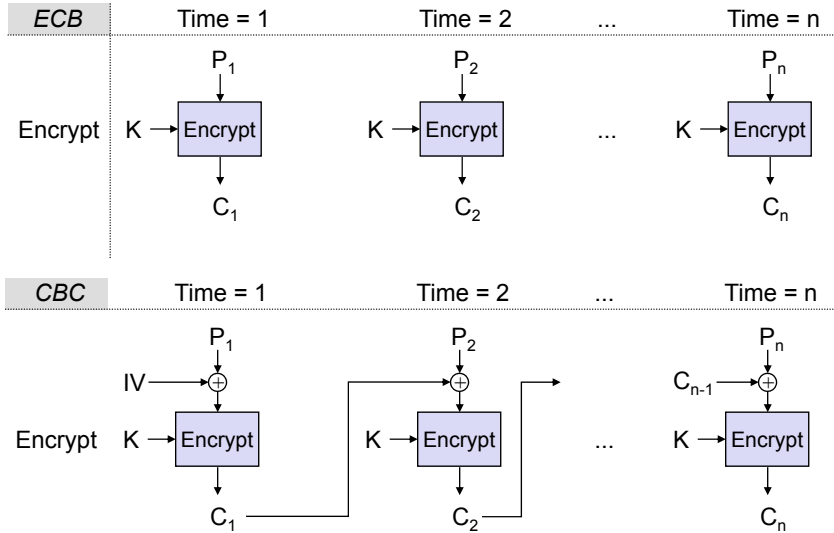 ECB Time = 1 Time = 2 ... Time = n
P1 P2 Pn
Encrypt K Encrypt K Encrypt ... K Encrypt
C1 C2 Cn
CBC Time = 1 Time = 2 ... Time = n
P1 P2 Pn
IV + + Cn-1 +
Encrypt K Encrypt K Encrypt ... K Encrypt
C1 C2 Cn